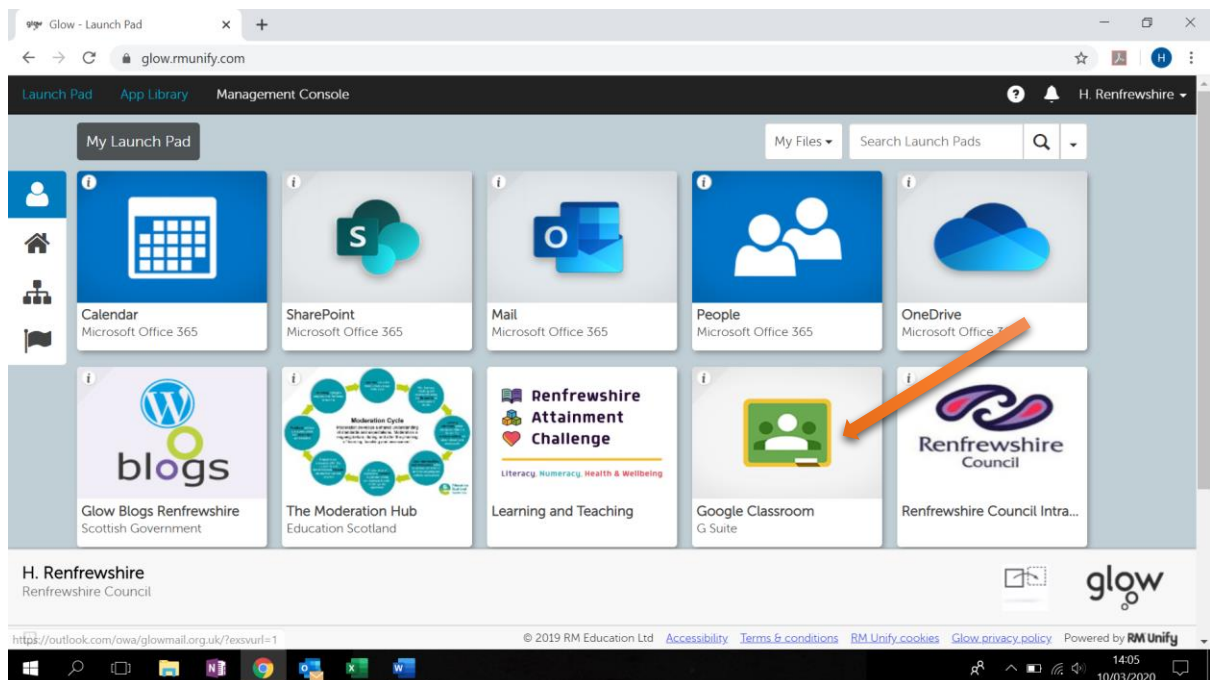 glow Glow - Launch Pad
glow.rmunify.com
H
Launch Pad App Library Management Console
H. Renfrewshire
My Launch Pad
My Files
Search Launch Pads
Calendar
Microsoft Office 365
S
SharePoint
Microsoft Office 365
O
Mail
Microsoft Office 365
People
Microsoft Office 365
OneDrive
Microsoft Office
blogs
Glow Blogs Renfrewshire
Scottish Government
Moderation Cycle
The Moderation Hub
Education Scotland
Renfrewshire
Attainment
Challenge
Literacy, Numeracy, Health & Wellbeing
Learning and Teaching
Google Classroom
G Suite
Renfrewshire
Council
Renfrewshire Council Intra...
H. Renfrewshire
Renfrewshire Council
glow
https://outlook.com/owa/glowmail.org.uk/?exsvurl=1
© 2019 RM Education Ltd Accessibility Terms & conditions RM Unify cookies Glow privacy policy Powered by RM Unify
14:05
10/03/2020